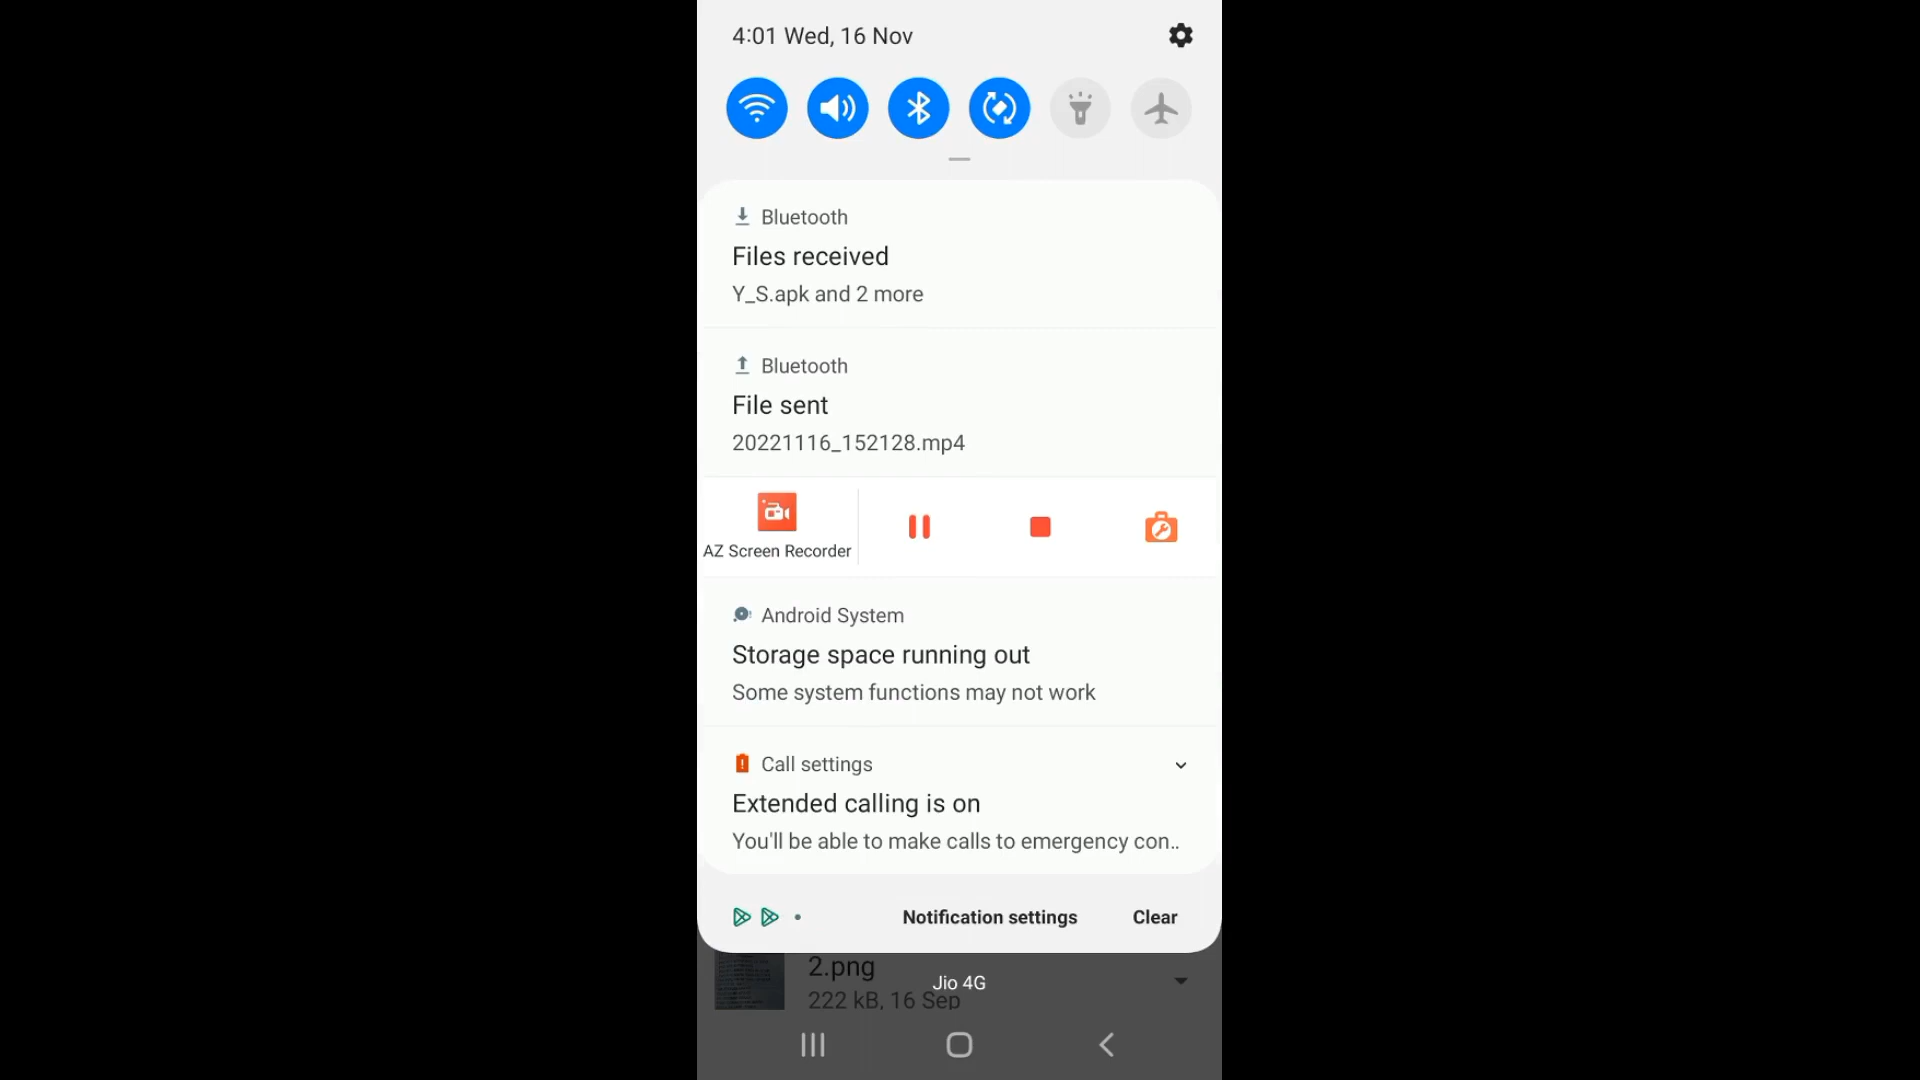 4:01 Wed, 16 Nov
Bluetooth
Files received
Y_S.apk and 2 more
Bluetooth
File sent
20221116_152128.mp4
AZ Screen Recorder
Android System
Storage space running out
Some system functions may not work
Call settings
Extended calling is on
You'll be able to make calls to emergency con..
Notification settings Clear
2.png
Jio 4G
222 kB, 16 Sep